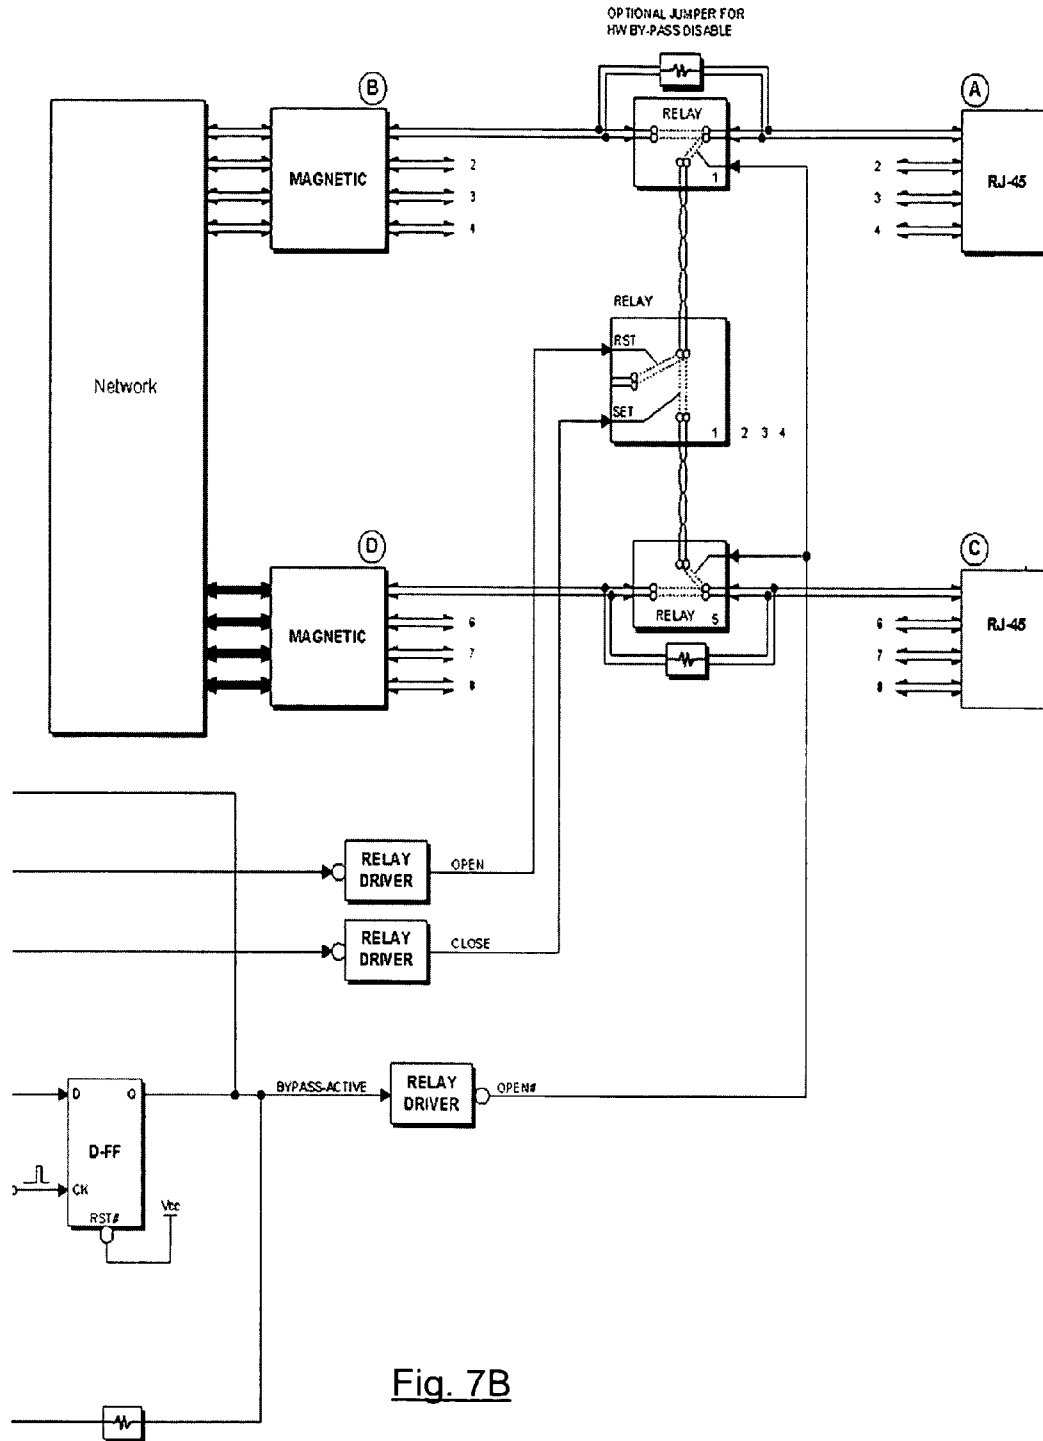 OPTIONAL JUMPER FOR
HW BY-PASS DISABLE
B
A
RELAY
MAGNETIC
2
3
4
1
2
3
4
RJ-45
RELAY
RST
SET
1 2 3 4
Network
D
C
MAGNETIC
6
7
8
RELAY 5
6
7
8
RJ-45
RELAY
DRIVER
OPEN
RELAY
DRIVER
CLOSE
D Q
D-FF
CK
RST#
Vcc
BYPASS-ACTIVE
RELAY
DRIVER
OPEN#
Fig. 7B